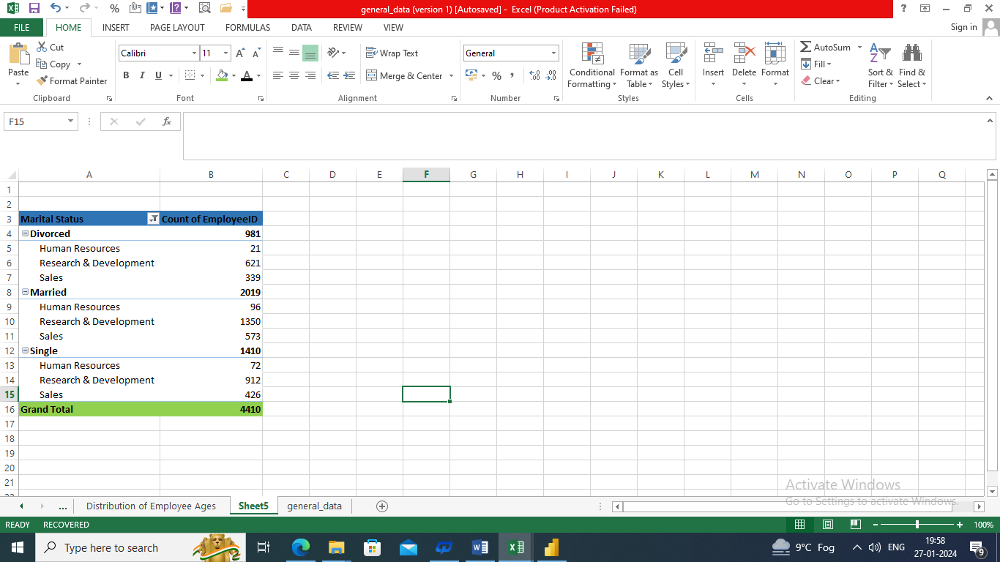 general_data (version 1) [Autosaved] - Excel (Product Activation Failed)
FILE HOME INSERT PAGE LAYOUT FORMULAS DATA REVIEW VIEW Sign in
Paste
Cut
Copy
Format Painter
Clipboard
Calibri 11
B I U
Font
Wrap Text
Merge & Center
Alignment
General
%
Number
Conditional Formatting
Format as Table
Cell Styles
Styles
Insert Delete Format
Cells
AutoSum
Fill
Clear
Sort & Filter
Find & Select
Editing
F15 fx
A B C D E F G H I J K L M N O P Q
1
2
3 Marital Status Count of EmployeeID
4 Divorced 981
5 Human Resources 21
6 Research & Development 621
7 Sales 339
8 Married 2019
9 Human Resources 96
10 Research & Development 1350
11 Sales 573
12 Single 1410
13 Human Resources 72
14 Research & Development 912
15 Sales 426
16 Grand Total 4410
17
18
19
20
21
Activate Windows
Go to Settings to activate Windows.
... Distribution of Employee Ages Sheet5 general_data
READY RECOVERED 100%
Type here to search
9°C Fog ENG
19:58
27-01-2024
9